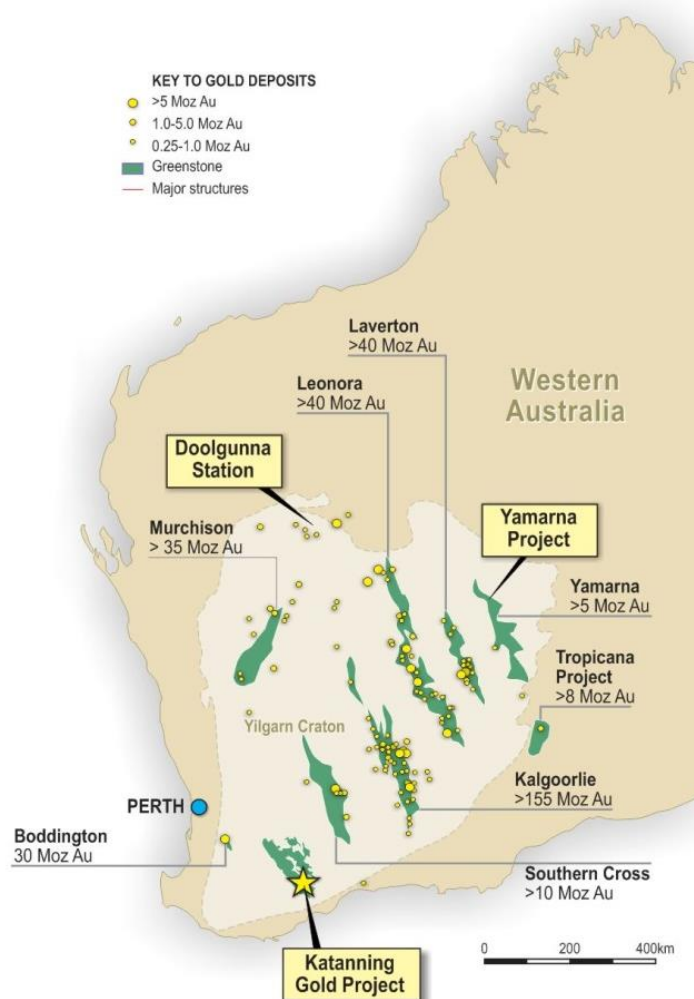 KEY TO GOLD DEPOSITS
>5 Moz Au
1.0-5.0 Moz Au
0.25-1.0 Moz Au
Greenstone
Major structures
Laverton
>40 Moz Au
Leonora
>40 Moz Au
Western
Australia
Doolgunna
Station
Murchison
> 35 Moz Au
Yamarna
Project
Yamarna
>5 Moz Au
Tropicana
Project
>8 Moz Au
Yilgarn Craton
Kalgoorlie
>155 Moz Au
PERTH
Boddington
30 Moz Au
Southern Cross
>10 Moz Au
Katanning
Gold Project
0 200 400km